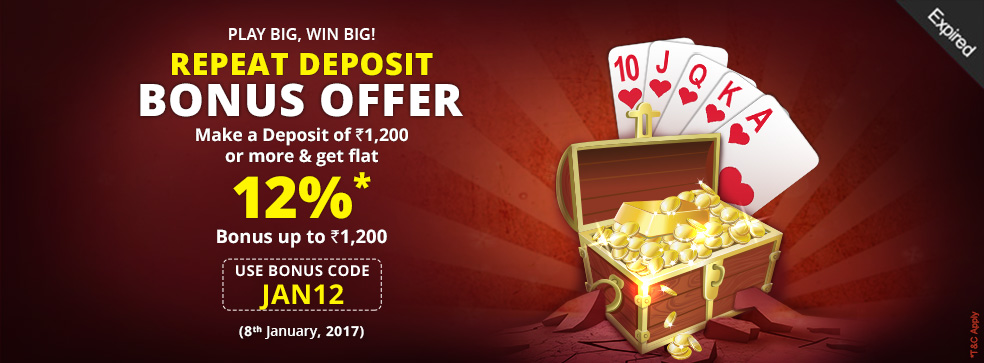 PLAY BIG, WIN BIG!
REPEAT DEPOSIT
BONUS OFFER
Make a Deposit of ₹1,200
or more & get flat
12%*
Bonus up to ₹1,200
USE BONUS CODE
JAN12
(8th January, 2017)
10 J Q K A
Expired
*T&C Apply